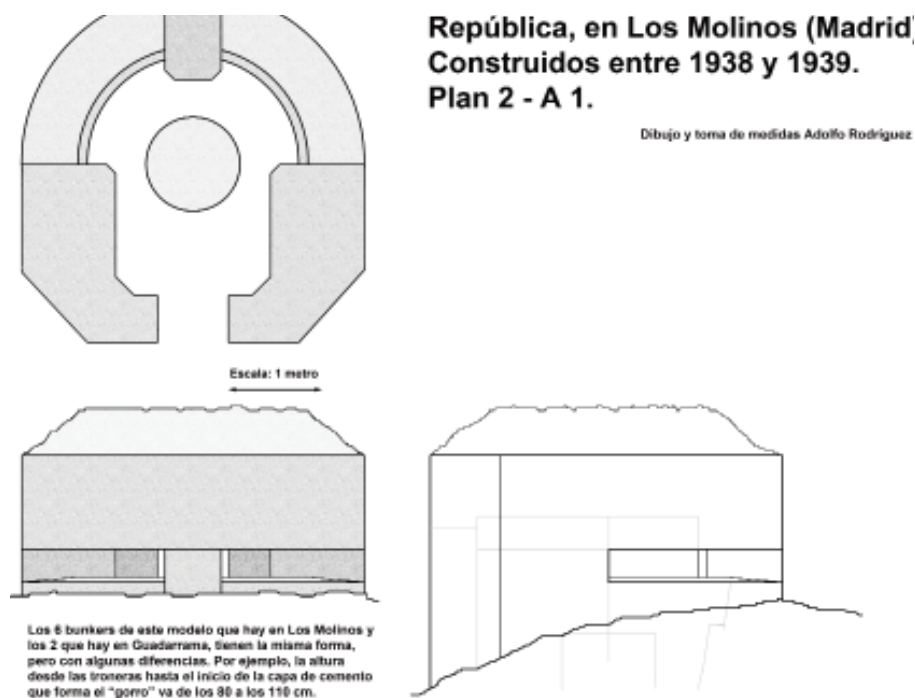 República, en Los Molinos (Madrid)
Construidos entre 1938 y 1939.
Plan 2 - A 1.
Dibujo y toma de medidas Adolfo Rodríguez
Escala: 1 metro
Los 6 bunkers de este modelo que hay en Los Molinos y
los 2 que hay en Guadarrama, tienen la misma forma,
pero con algunas diferencias. Por ejemplo, la altura
desde las troneras hasta el inicio de la capa de cemento
que forma el "gorro" va de los 80 a los 110 cm.